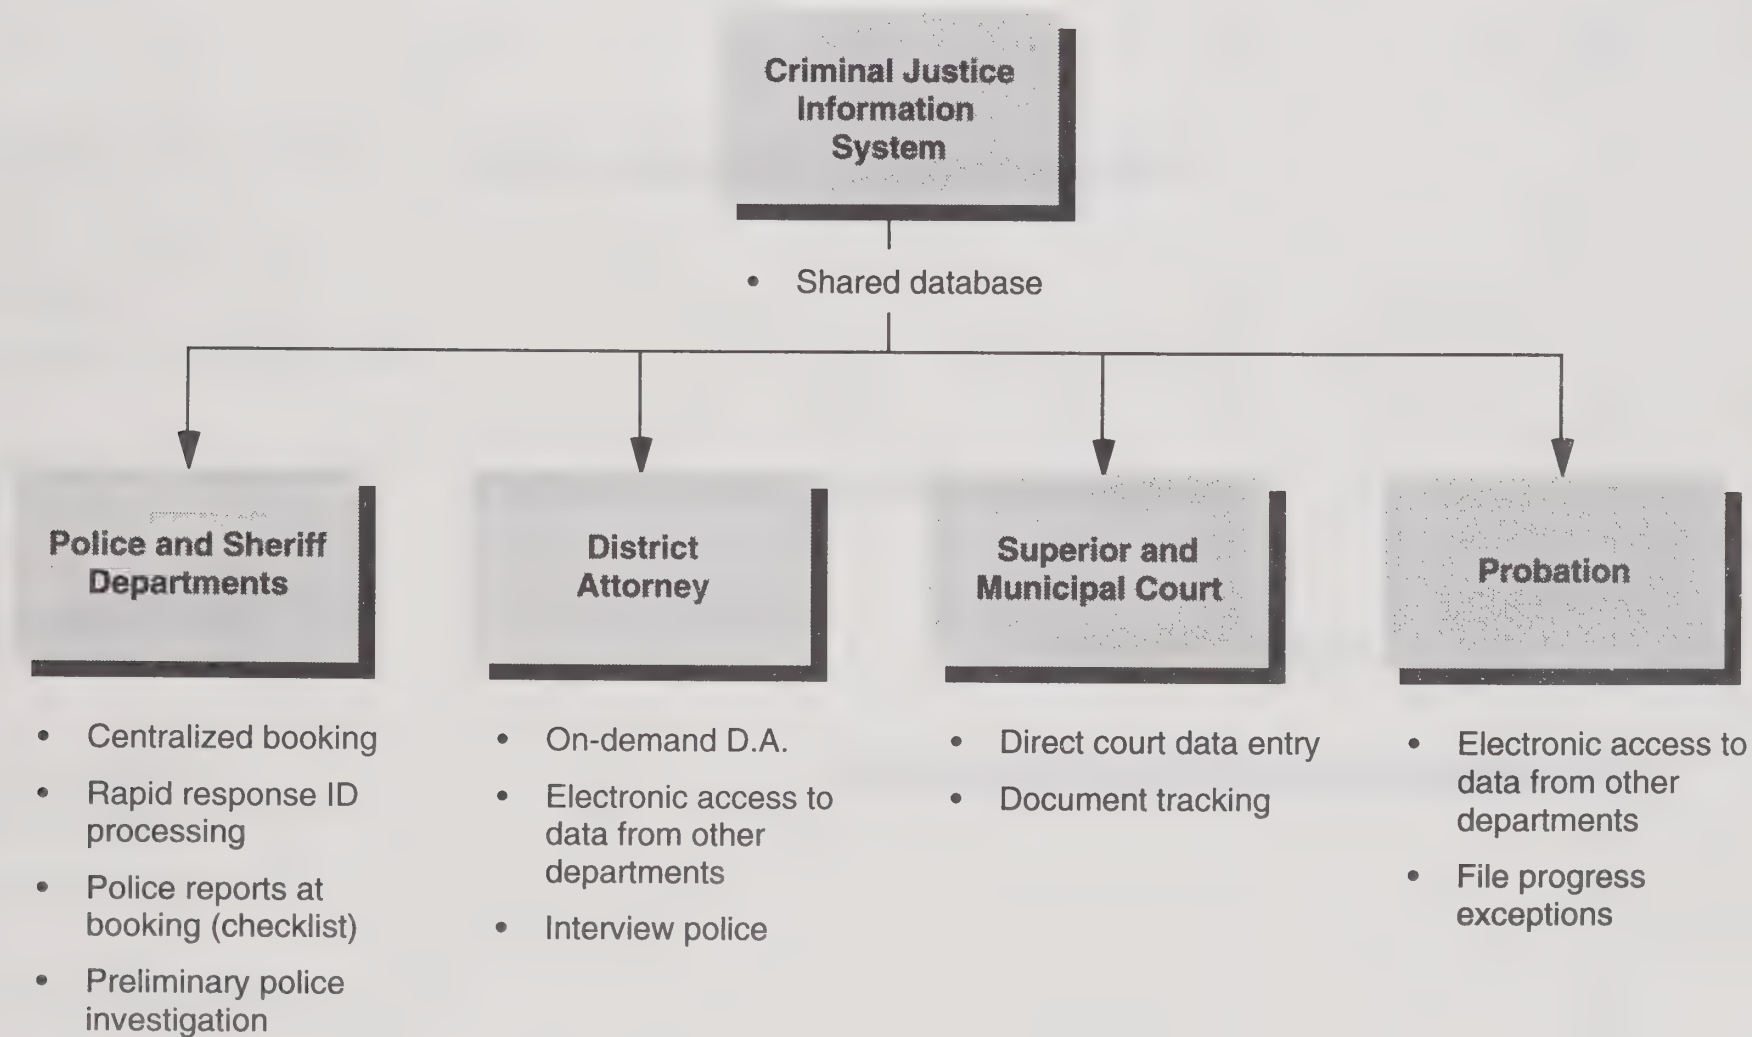 Criminal Justice
Information
System
• Shared database
Police and Sheriff
Departments
• Centralized booking
• Rapid response ID
processing
• Police reports at
booking (checklist)
• Preliminary police
investigation
District
Attorney
• On-demand D.A.
• Electronic access to
data from other
departments
• Interview police
Superior and
Municipal Court
• Direct court data entry
• Document tracking
Probation
• Electronic access to
data from other
departments
• File progress
exceptions